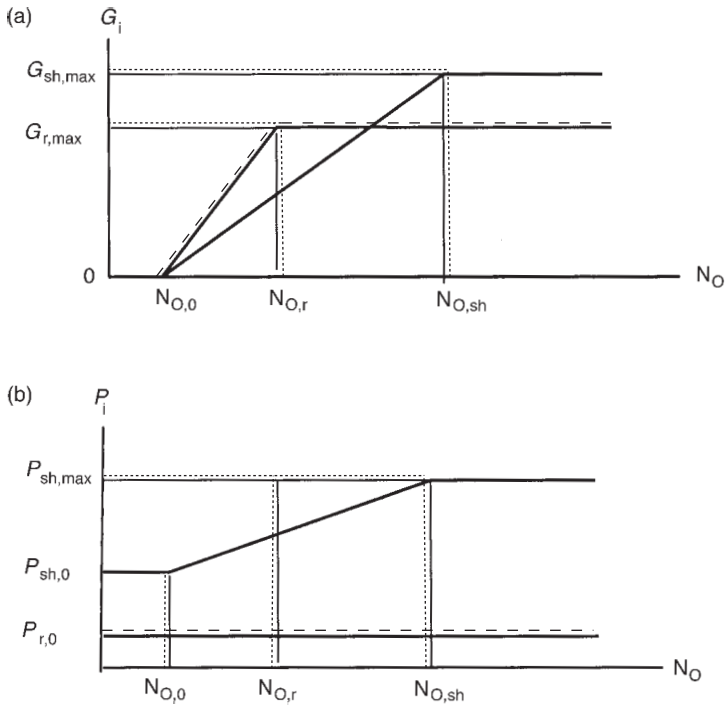 (a)
G_i
G_sh,max
G_r,max
0
N_O,0 N_O,r N_O,sh N_O
(b)
P_i
P_sh,max
P_sh,0
P_r,0
N_O,0 N_O,r N_O,sh N_O